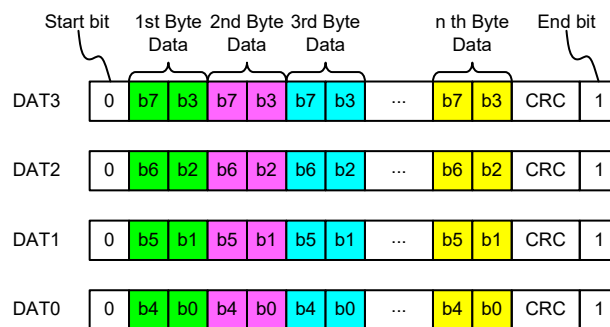 Start bit 1st Byte 2nd Byte 3rd Byte n th Byte End bit
Data Data Data Data
DAT3 0 b7 b3 b7 b3 b7 b3 ... b7 b3 CRC 1
DAT2 0 b6 b2 b6 b2 b6 b2 ... b6 b2 CRC 1
DAT1 0 b5 b1 b5 b1 b5 b1 ... b5 b1 CRC 1
DAT0 0 b4 b0 b4 b0 b4 b0 ... b4 b0 CRC 1